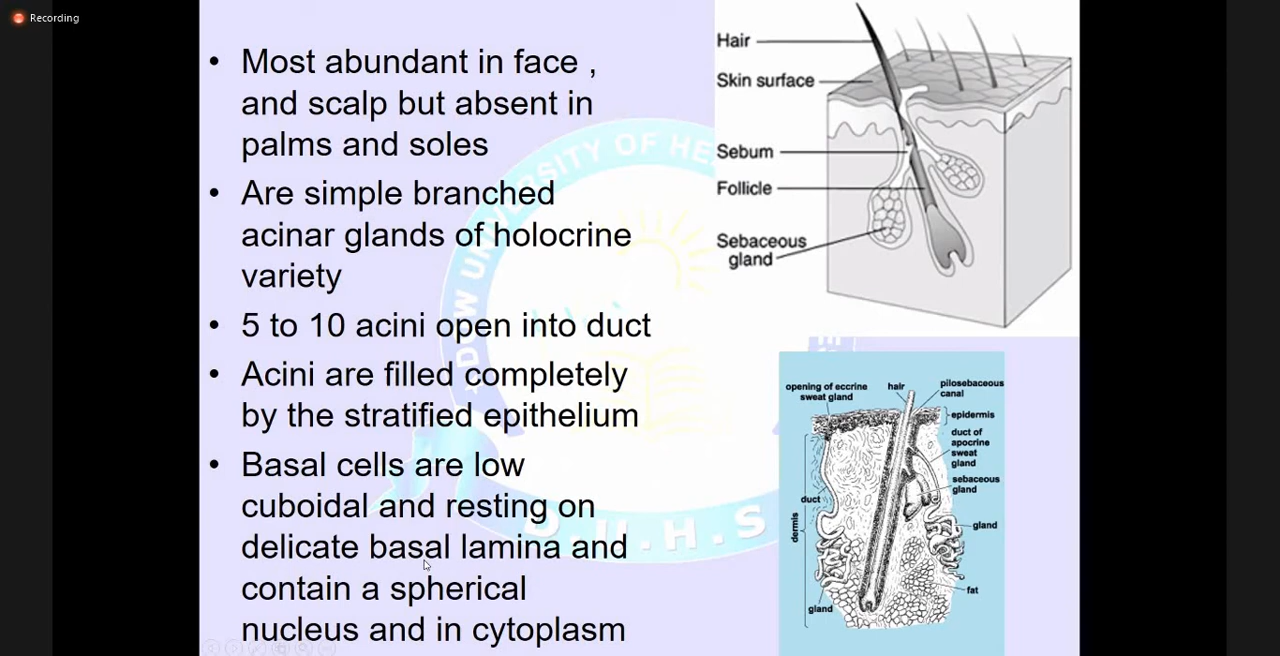 Recording
• Most abundant in face ,
and scalp but absent in
palms and soles
• Are simple branched
acinar glands of holocrine
variety
• 5 to 10 acini open into duct
• Acini are filled completely
by the stratified epithelium
• Basal cells are low
cuboidal and resting on
delicate basal lamina and
contain a spherical
nucleus and in cytoplasm
Hair
Skin surface
Sebum
Follicle
Sebaceous
gland
opening of eccrine
sweat gland
hair
pilosebaceous
canal
epidermis
duct of
apocrine
sweat
gland
sebaceous
gland
duct
dermis
gland
fat
gland
DOW UNIVERSITY OF HE
D.U.H.S